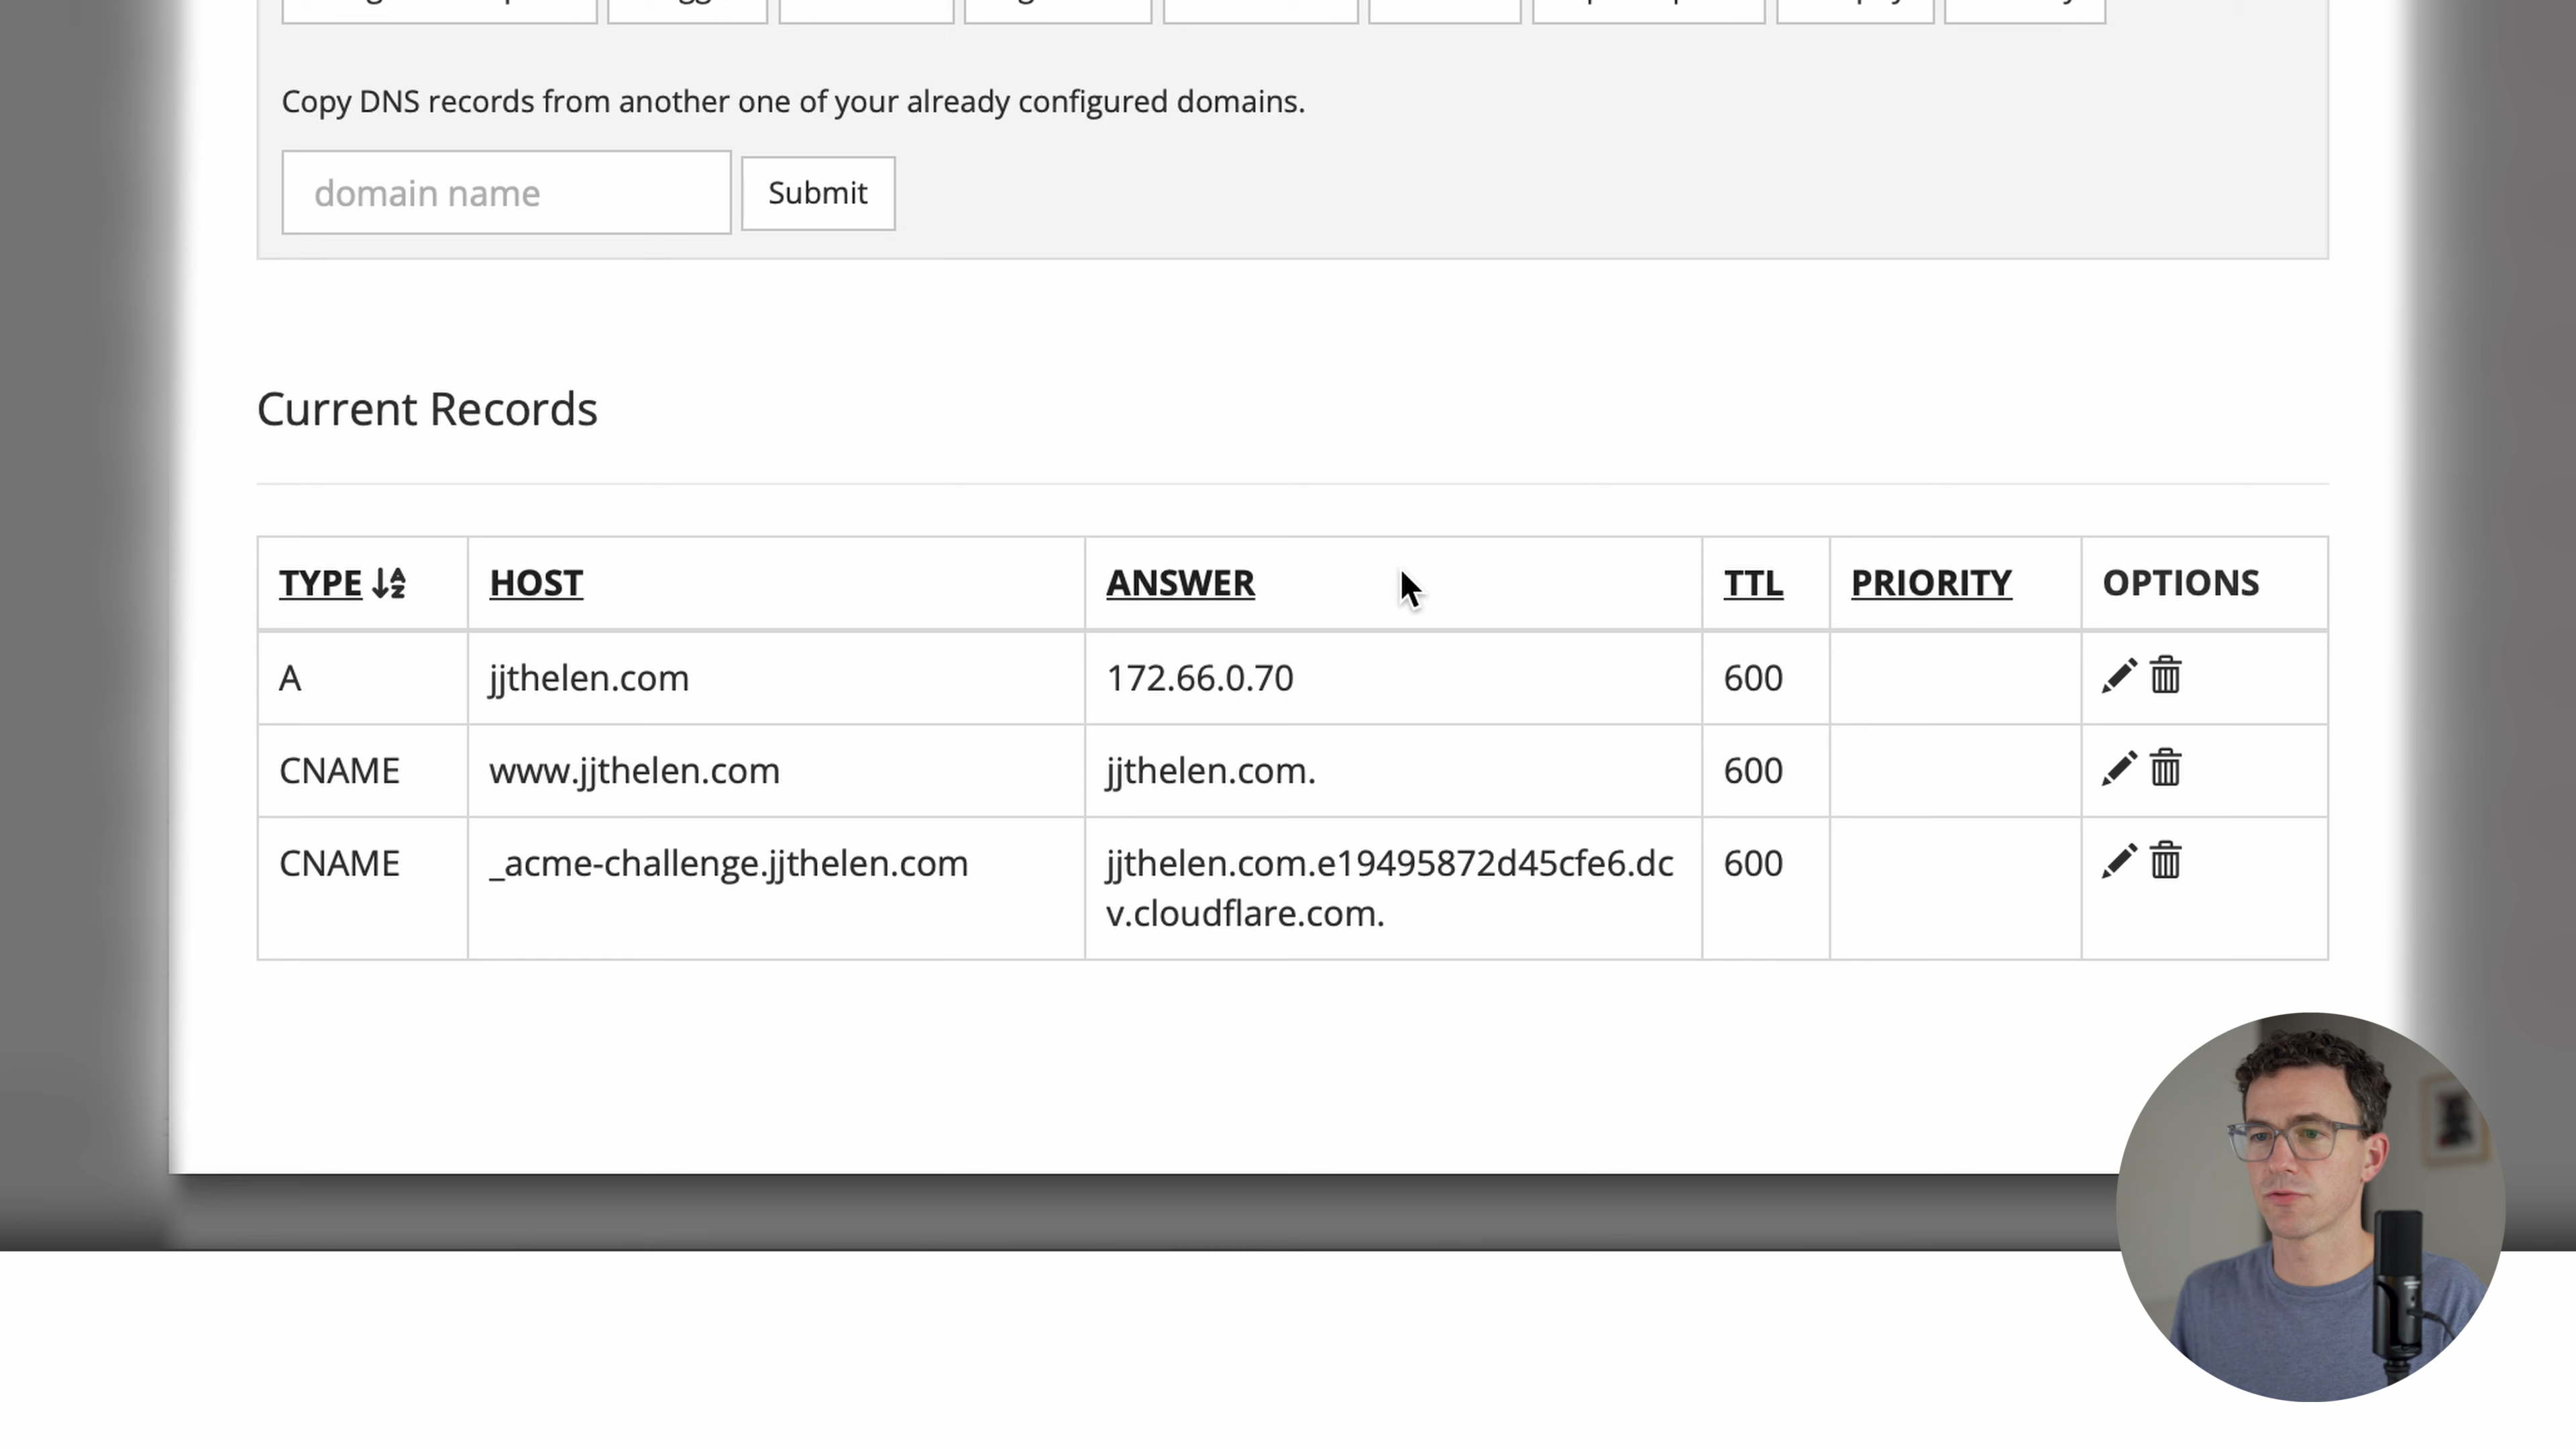 Copy DNS records from another one of your already configured domains.
domain name
Submit
Current Records
TYPE HOST ANSWER TTL PRIORITY OPTIONS
A jjthelen.com 172.66.0.70 600
CNAME www.jjthelen.com jjthelen.com. 600
CNAME _acme-challenge.jjthelen.com jjthelen.com.e19495872d45cfe6.dc 600
v.cloudflare.com.